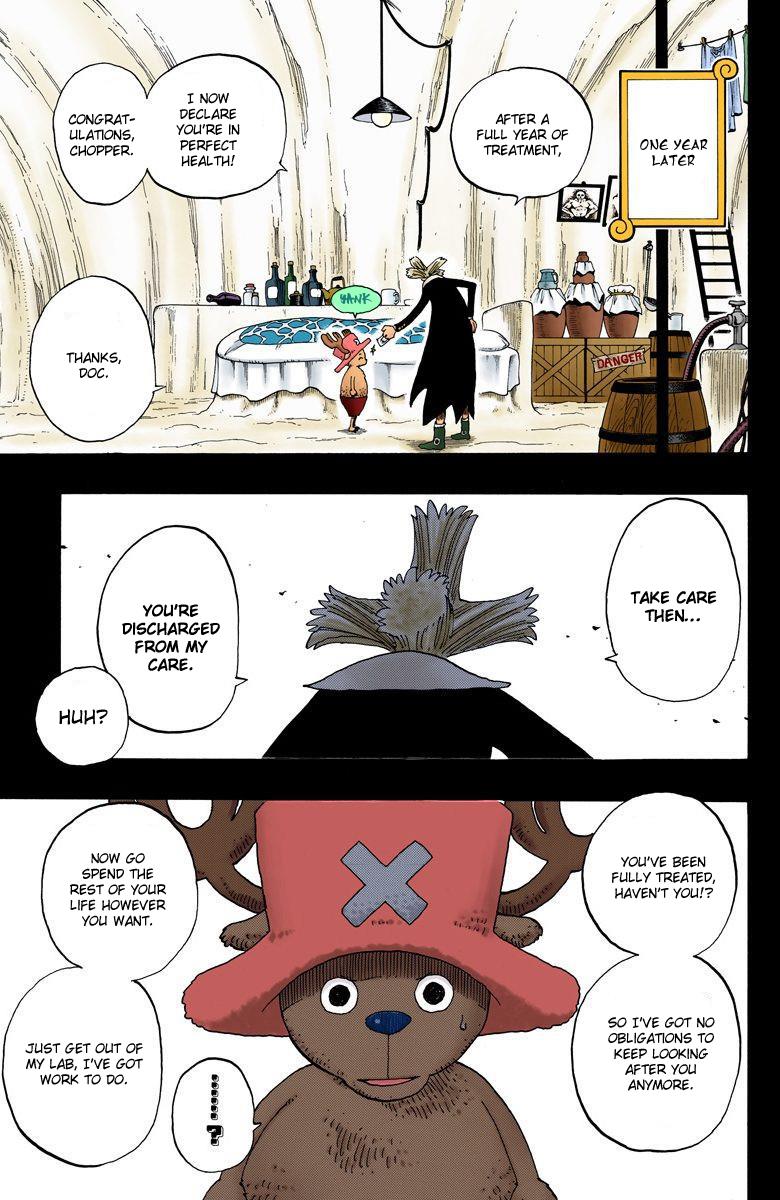 ONE YEAR
LATER
AFTER A
FULL YEAR OF
TREATMENT,
I NOW
DECLARE
YOU'RE IN
PERFECT
HEALTH!
CONGRAT-
ULATIONS,
CHOPPER.
YANK
DANGER
THANKS,
DOC.
TAKE CARE
THEN...
YOU'RE
DISCHARGED
FROM MY
CARE.
HUH?
YOU'VE BEEN
FULLY TREATED,
HAVEN'T YOU!?
SO I'VE GOT NO
OBLIGATIONS TO
KEEP LOOKING
AFTER YOU
ANYMORE.
NOW GO
SPEND THE
REST OF YOUR
LIFE HOWEVER
YOU WANT.
JUST GET OUT OF
MY LAB, I'VE GOT
WORK TO DO.
......?